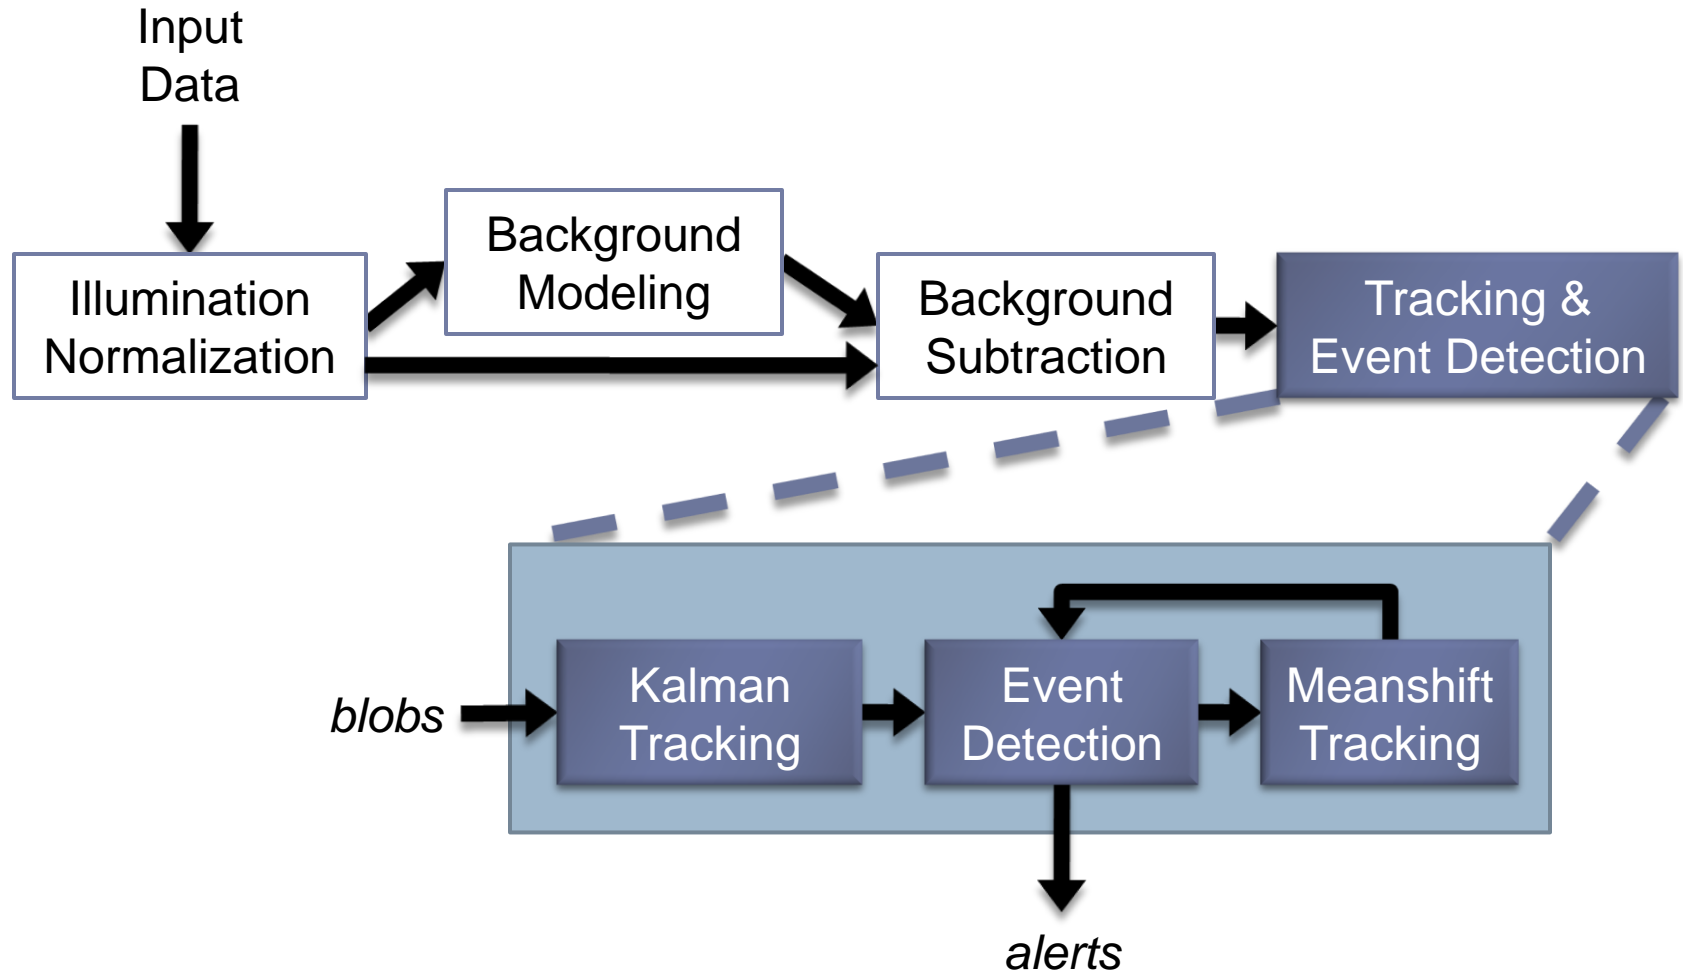 Input
Data
Background
Modeling
Illumination
Normalization
Background
Subtraction
Tracking &
Event Detection
blobs
Kalman
Tracking
Event
Detection
Meanshift
Tracking
alerts